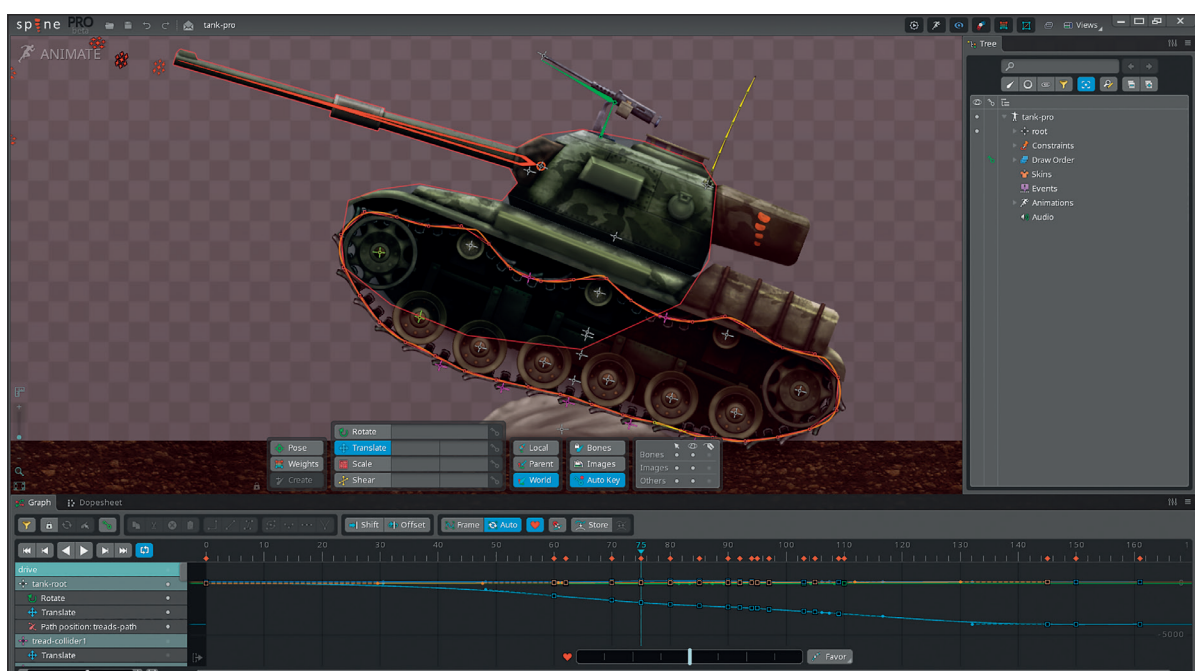 spine PRO beta tank-pro Views
ANIMATE
Tree
tank-pro
root
Constraints
Draw Order
Skins
Events
Animations
Audio
Rotate
Pose Translate Local Bones
Weights Scale Parent Images
Create Shear World Auto Key
Bones
Images
Others
Graph Dopesheet
Shift Offset Frame Auto Store
0 10 20 30 40 50 60 70 75 80 90 100 110 120 130 140 150 160
drive
tank-root
Rotate
Translate
Path position: treads-path
tread-collider1
Translate
0
-5000
Favor